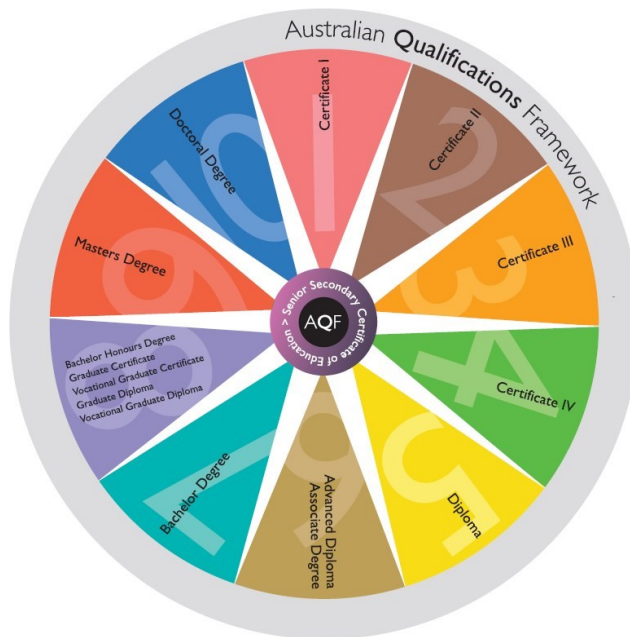 Australian Qualifications Framework
Certificate I
1
Certificate II
2
Certificate III
3
Certificate IV
4
Diploma
5
Advanced Diploma
Associate Degree
6
Bachelor Degree
7
Bachelor Honours Degree
Graduate Certificate
Vocational Graduate Certificate
Graduate Diploma
Vocational Graduate Diploma
8
Masters Degree
9
Doctoral Degree
10
Senior Secondary Certificate of Education >
AQF